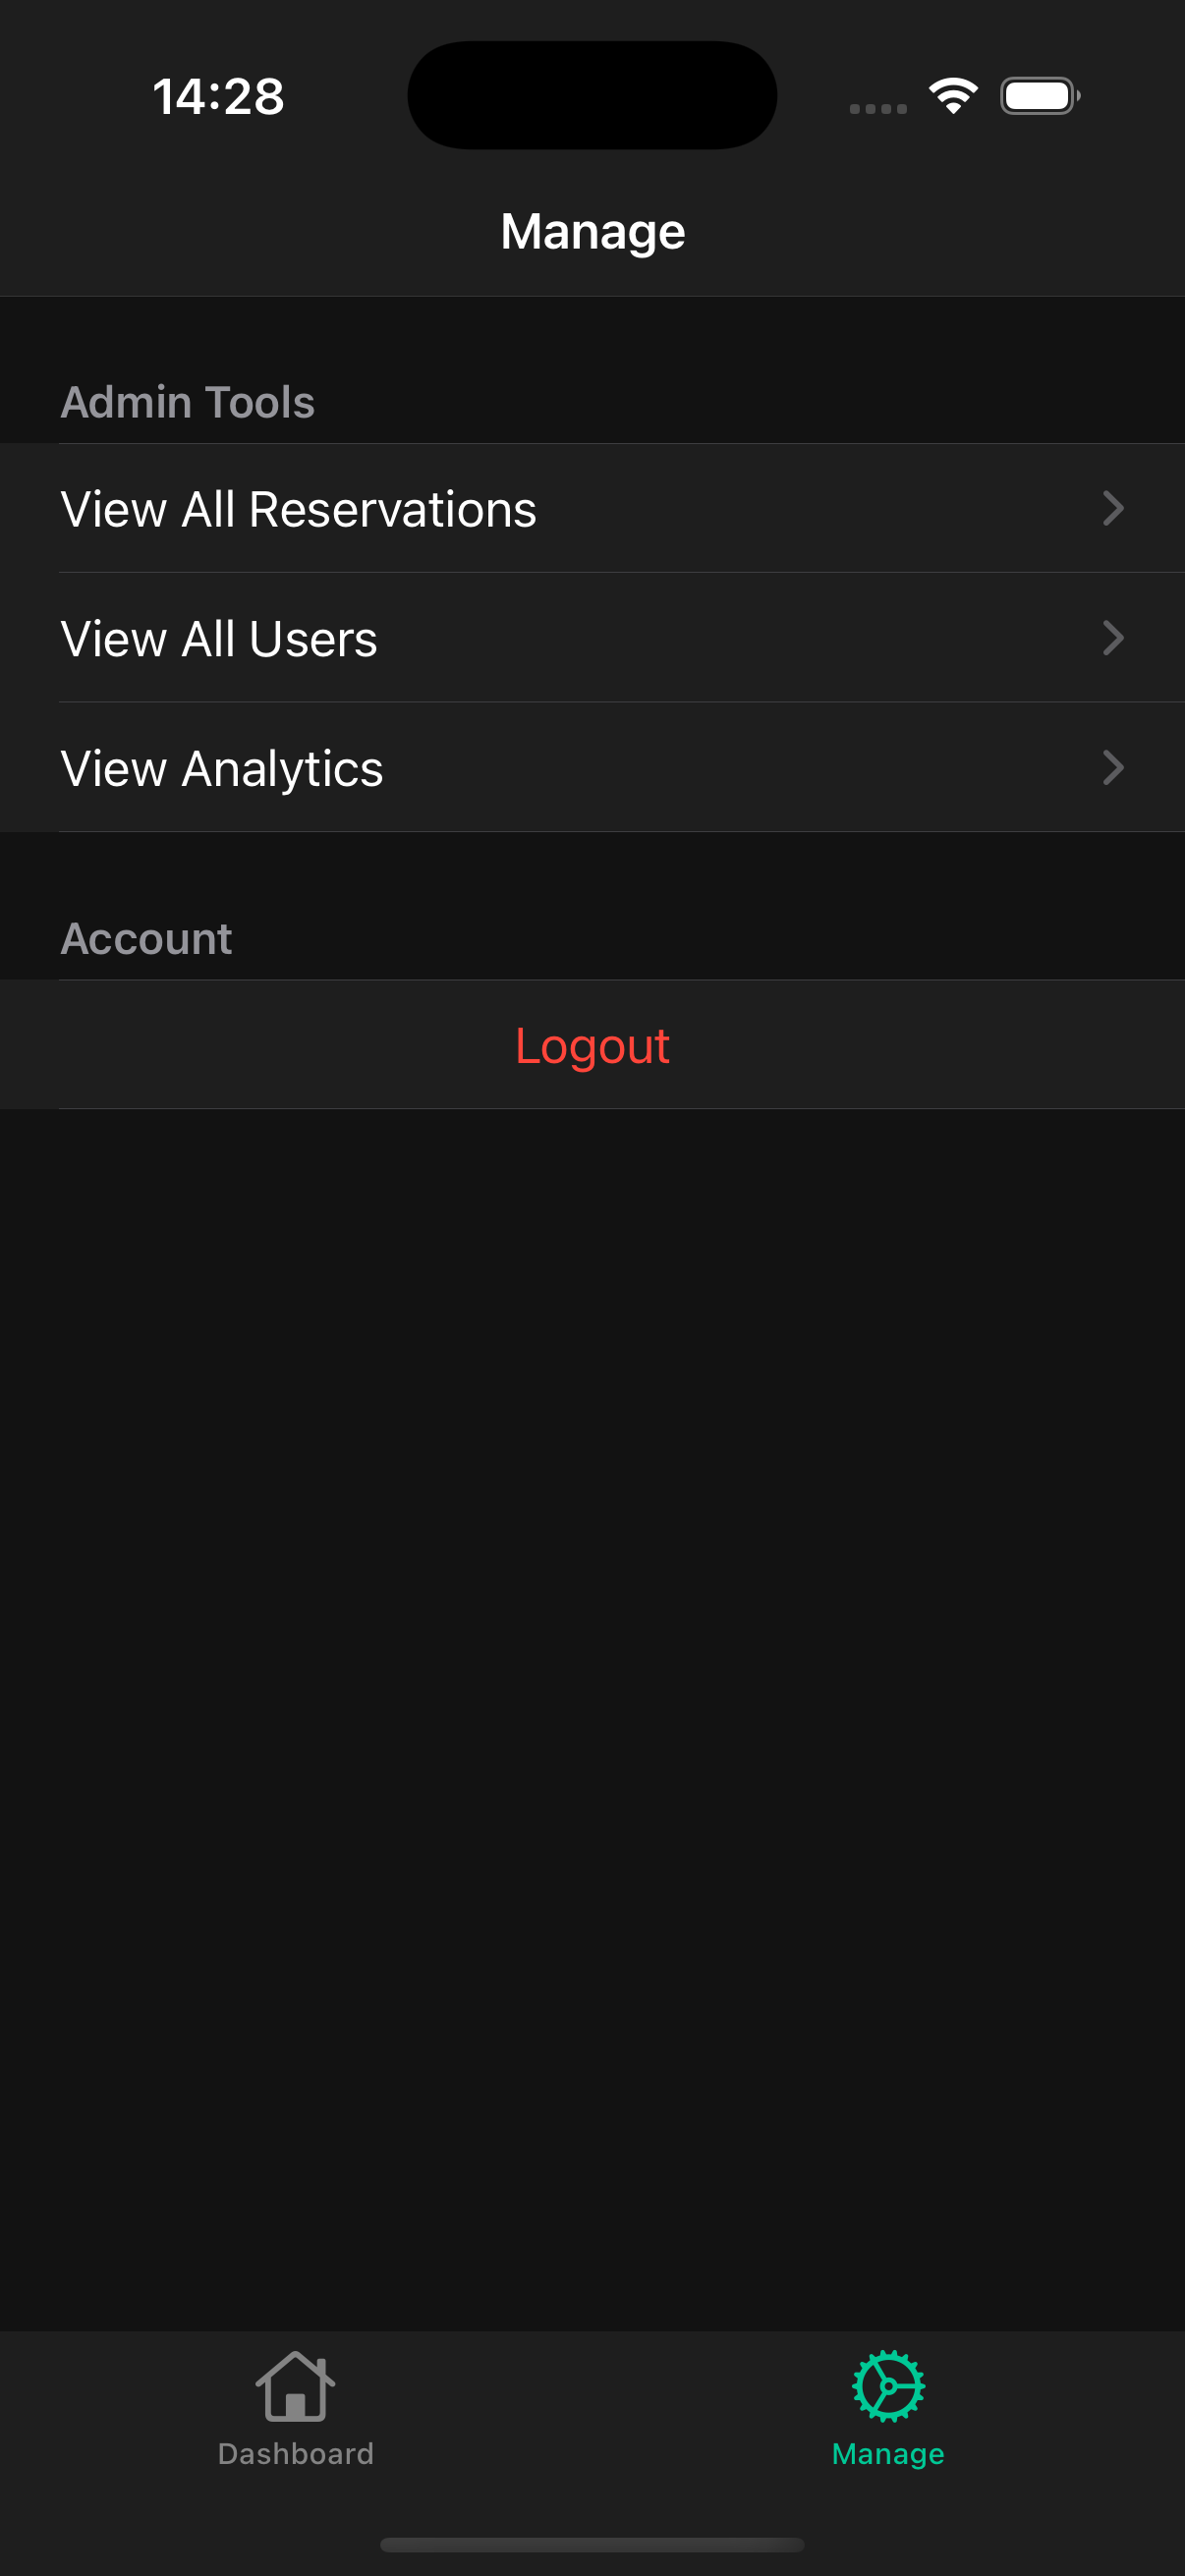 14:28
Manage
Admin Tools
View All Reservations
View All Users
View Analytics
Account
Logout
Dashboard
Manage